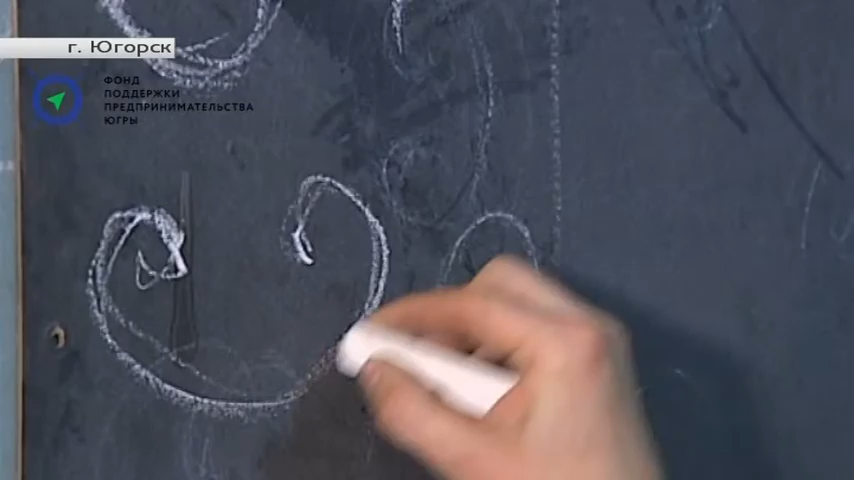 г. Югорск
ФОНД
ПОДДЕРЖКИ
ПРЕДПРИНИМАТЕЛЬСТВА
ЮГРЫ